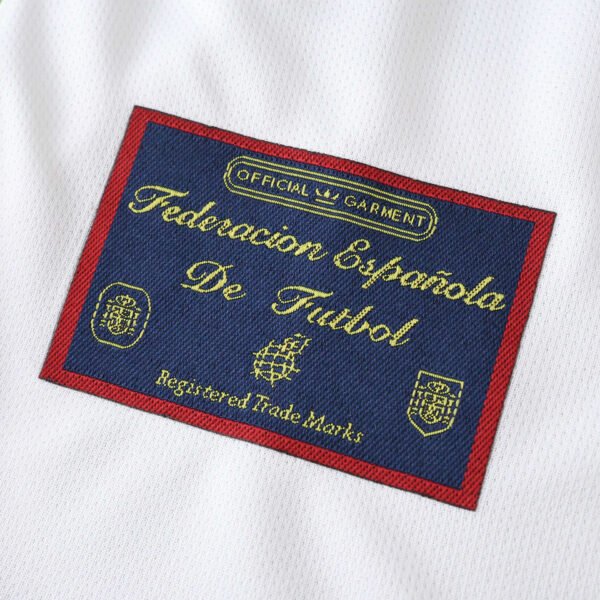 OFFICIAL GARMENT
Federacion Española
De Futbol
Registered Trade Marks